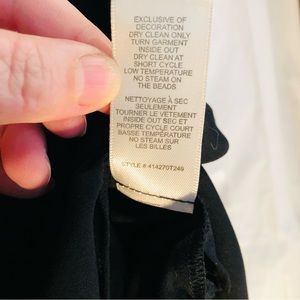 EXCLUSIVE OF
DECORATION
DRY CLEAN ONLY
TURN GARMENT
INSIDE OUT
DRY CLEAN AT
SHORT CYCLE
LOW TEMPERATURE
NO STEAM ON
THE BEADS
NETTOYAGE À SEC
SEULEMENT
TOURNER LE VETEMENT
INSIDE OUT SEC ET
PROPRE CYCLE COURT
BASSE TEMPÉRATURE
NO STEAM SUR
LES BILLES
STYLE # 414270T246